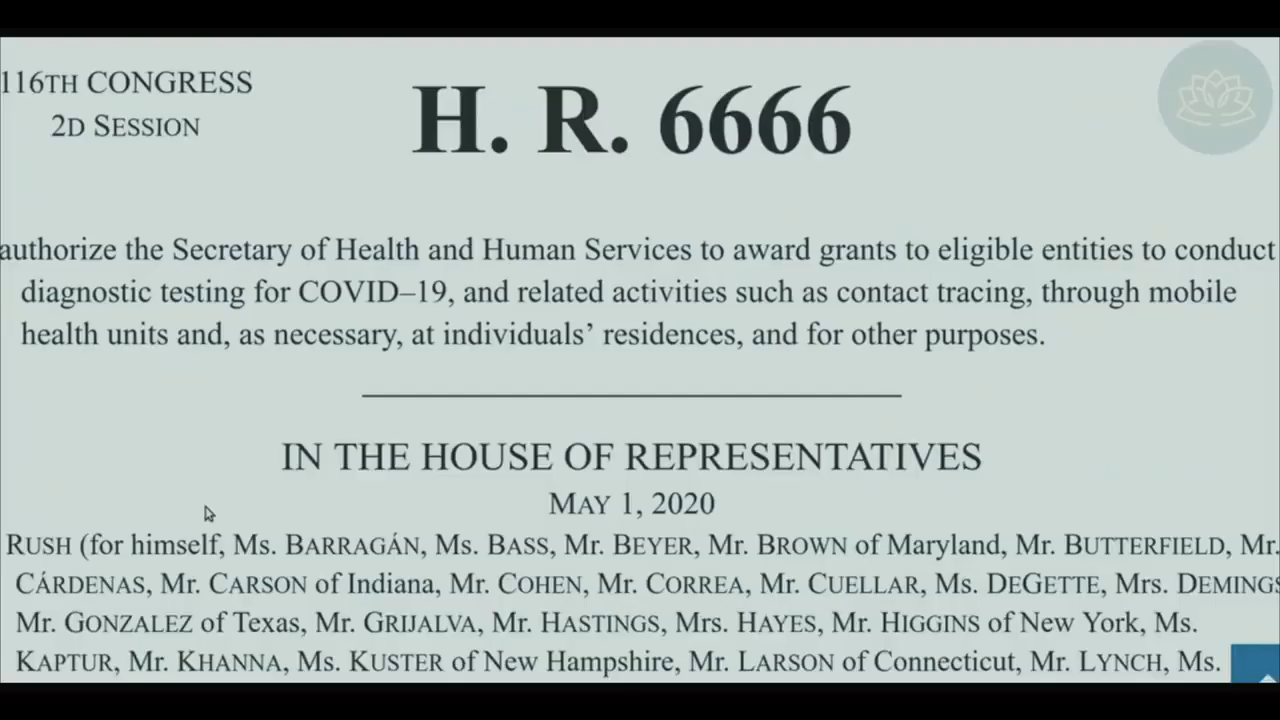 116TH CONGRESS
2D SESSION
H. R. 6666
authorize the Secretary of Health and Human Services to award grants to eligible entities to conduct
diagnostic testing for COVID–19, and related activities such as contact tracing, through mobile
health units and, as necessary, at individuals’ residences, and for other purposes.
IN THE HOUSE OF REPRESENTATIVES
MAY 1, 2020
RUSH (for himself, Ms. BARRAGÁN, Ms. BASS, Mr. BEYER, Mr. BROWN of Maryland, Mr. BUTTERFIELD, Mr.
CÁRDENAS, Mr. CARSON of Indiana, Mr. COHEN, Mr. CORREA, Mr. CUELLAR, Ms. DEGETTE, Mrs. DEMINGS
Mr. GONZALEZ of Texas, Mr. GRIJALVA, Mr. HASTINGS, Mrs. HAYES, Mr. HIGGINS of New York, Ms.
KAPTUR, Mr. KHANNA, Ms. KUSTER of New Hampshire, Mr. LARSON of Connecticut, Mr. LYNCH, Ms.